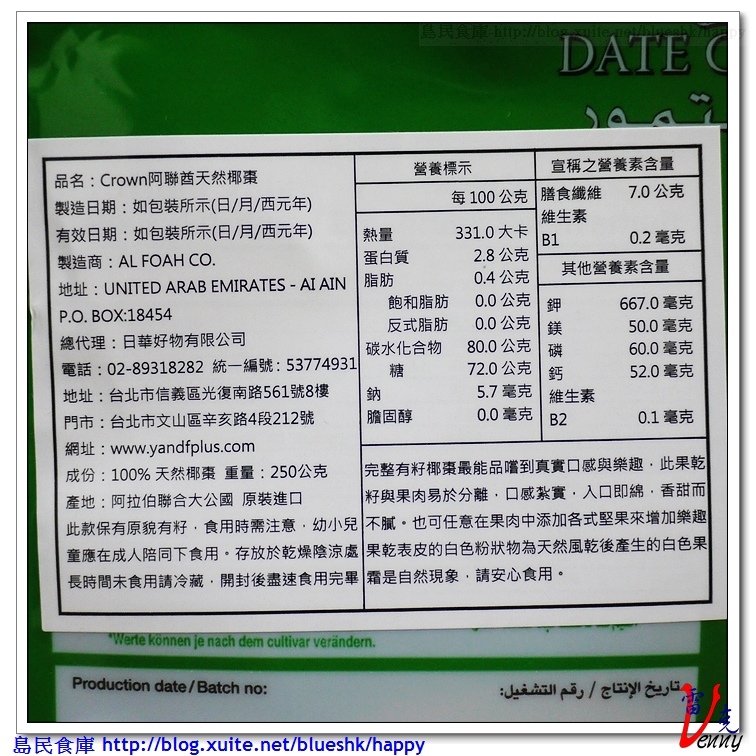 島民食庫 http://blog.xuite.net/blueshk/happy
DATE
品名：Crown阿聯酋天然椰棗
製造日期：如包裝所示(日/月/西元年)
有效日期：如包裝所示(日/月/西元年)
製造商：AL FOAH CO.
地址：UNITED ARAB EMIRATES - AI AIN
P.O. BOX:18454
總代理：日華好物有限公司
電話：02-89318282 統一編號：53774931
地址：台北市信義區光復南路561號8樓
門市：台北市文山區辛亥路4段212號
網址：www.yandfplus.com
成份：100% 天然椰棗 重量：250公克
產地：阿拉伯聯合大公國 原裝進口
此款保有原貌有籽，食用時需注意，幼小兒
童應在成人陪同下食用。存放於乾燥陰涼處
長時間未食用請冷藏，開封後盡速食用完畢
營養標示
每 100 公克
熱量 331.0 大卡
蛋白質 2.8 公克
脂肪 0.4 公克
飽和脂肪 0.0 公克
反式脂肪 0.0 公克
碳水化合物 80.0 公克
糖 72.0 公克
鈉 5.7 毫克
膽固醇 0.0 毫克
宣稱之營養素含量
膳食纖維 7.0 公克
維生素
B1 0.2 毫克
其他營養素含量
鉀 667.0 毫克
鎂 50.0 毫克
磷 60.0 毫克
鈣 52.0 毫克
維生素
B2 0.1 毫克
完整有籽椰棗最能品嚐到真實口感與樂趣，此果乾
籽與果肉易於分離，口感紮實，入口即綿，香甜而
不膩。也可任意在果肉中添加各式堅果來增加樂趣
果乾表皮的白色粉狀物為天然風乾後產生的白色果
霜是自然現象，請安心食用。
*Werte können je nach dem cultivar verändern.
Production date / Batch no:
تاريخ الإنتاج / رقم التشغيل:
雷克
Venny
島民食庫 http://blog.xuite.net/blueshk/happy